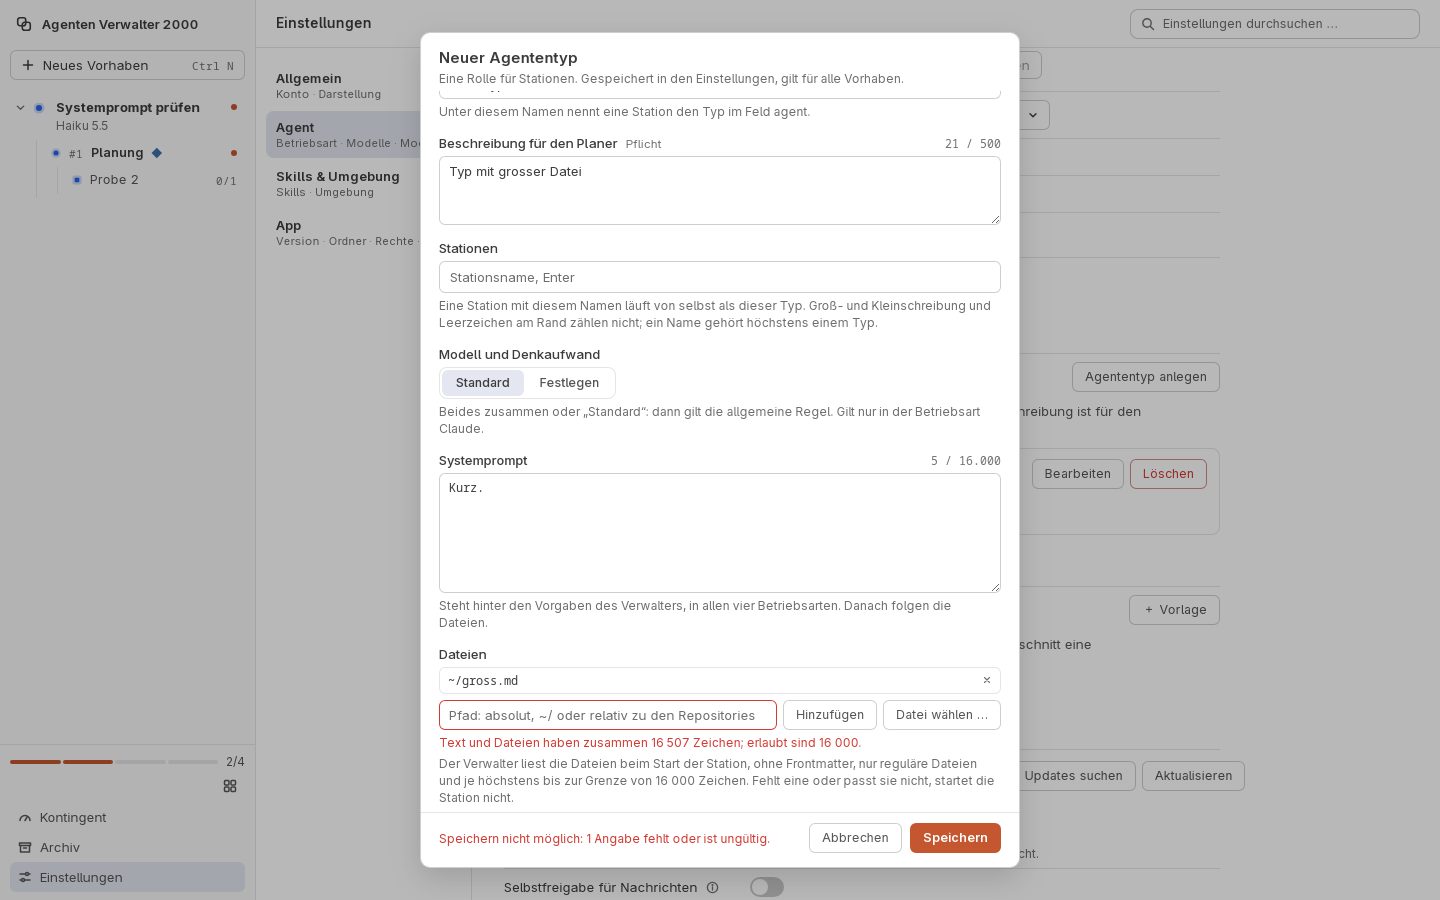 Agenten Verwalter 2000
Neues Vorhaben Ctrl N
Systemprompt prüfen
Haiku 5.5
#1 Planung
Probe 2 0/1
2/4
Kontingent
Archiv
Einstellungen
Einstellungen
Einstellungen durchsuchen …
Allgemein
Konto · Darstellung
Agent
Betriebsart · Modelle ·
Skills & Umgebung
Skills · Umgebung
App
Version · Ordner · Rechte ·
Neuer Agententyp
Eine Rolle für Stationen. Gespeichert in den Einstellungen, gilt für alle Vorhaben.
Unter diesem Namen nennt eine Station den Typ im Feld agent.
Beschreibung für den Planer Pflicht 21 / 500
Typ mit grosser Datei
Stationen
Stationsname, Enter
Eine Station mit diesem Namen läuft von selbst als dieser Typ. Groß- und Kleinschreibung und
Leerzeichen am Rand zählen nicht; ein Name gehört höchstens einem Typ.
Modell und Denkaufwand
Standard Festlegen
Beides zusammen oder „Standard“: dann gilt die allgemeine Regel. Gilt nur in der Betriebsart
Claude.
Systemprompt 5 / 16.000
Kurz.
Steht hinter den Vorgaben des Verwalters, in allen vier Betriebsarten. Danach folgen die
Dateien.
Dateien
~/gross.md ×
Pfad: absolut, ~/ oder relativ zu den Repositories Hinzufügen Datei wählen …
Text und Dateien haben zusammen 16 507 Zeichen; erlaubt sind 16 000.
Der Verwalter liest die Dateien beim Start der Station, ohne Frontmatter, nur reguläre Dateien
und je höchstens bis zur Grenze von 16 000 Zeichen. Fehlt eine oder passt sie nicht, startet die
Station nicht.
Speichern nicht möglich: 1 Angabe fehlt oder ist ungültig. Abbrechen Speichern
Agententyp anlegen
ist für den
Bearbeiten Löschen
+ Vorlage
eine
Updates suchen Aktualisieren
Selbstfreigabe für Nachrichten